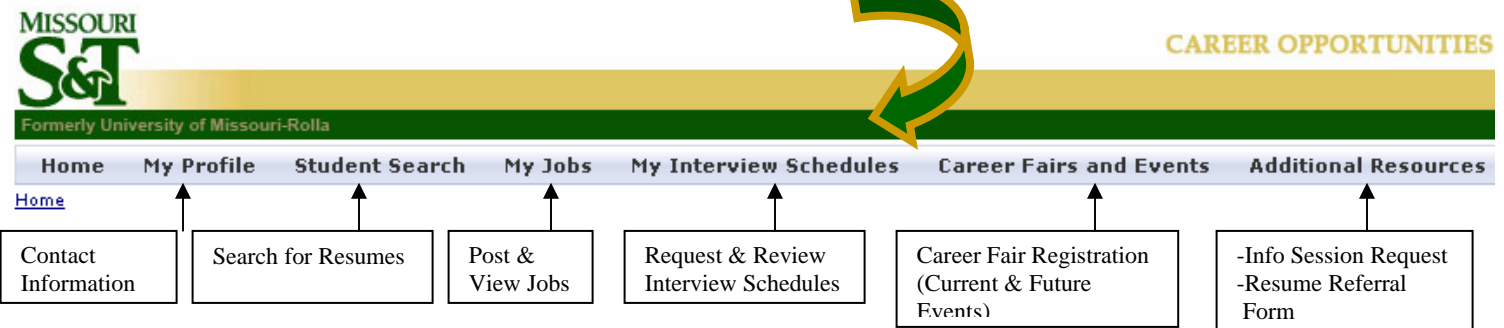 MISSOURI
S&T
CAREER OPPORTUNITIES
Formerly University of Missouri-Rolla
Home My Profile Student Search My Jobs My Interview Schedules Career Fairs and Events Additional Resources
Home
Contact
Information
Search for Resumes
Post &
View Jobs
Request & Review
Interview Schedules
Career Fair Registration
(Current & Future
Events)
-Info Session Request
-Resume Referral
Form